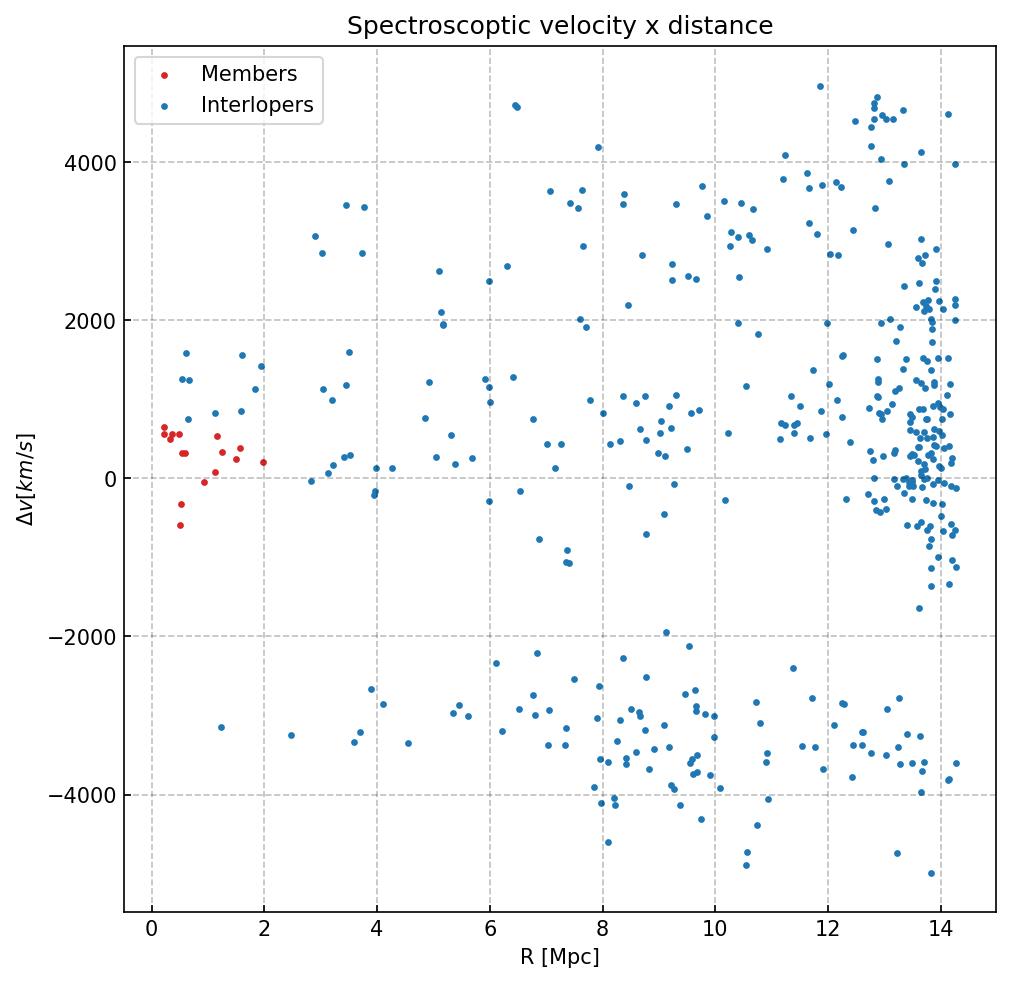 Spectroscoptic velocity x distance
Members
Interlopers
4000
2000
0
−2000
−4000
Δv[km/s]
0 2 4 6 8 10 12 14
R [Mpc]